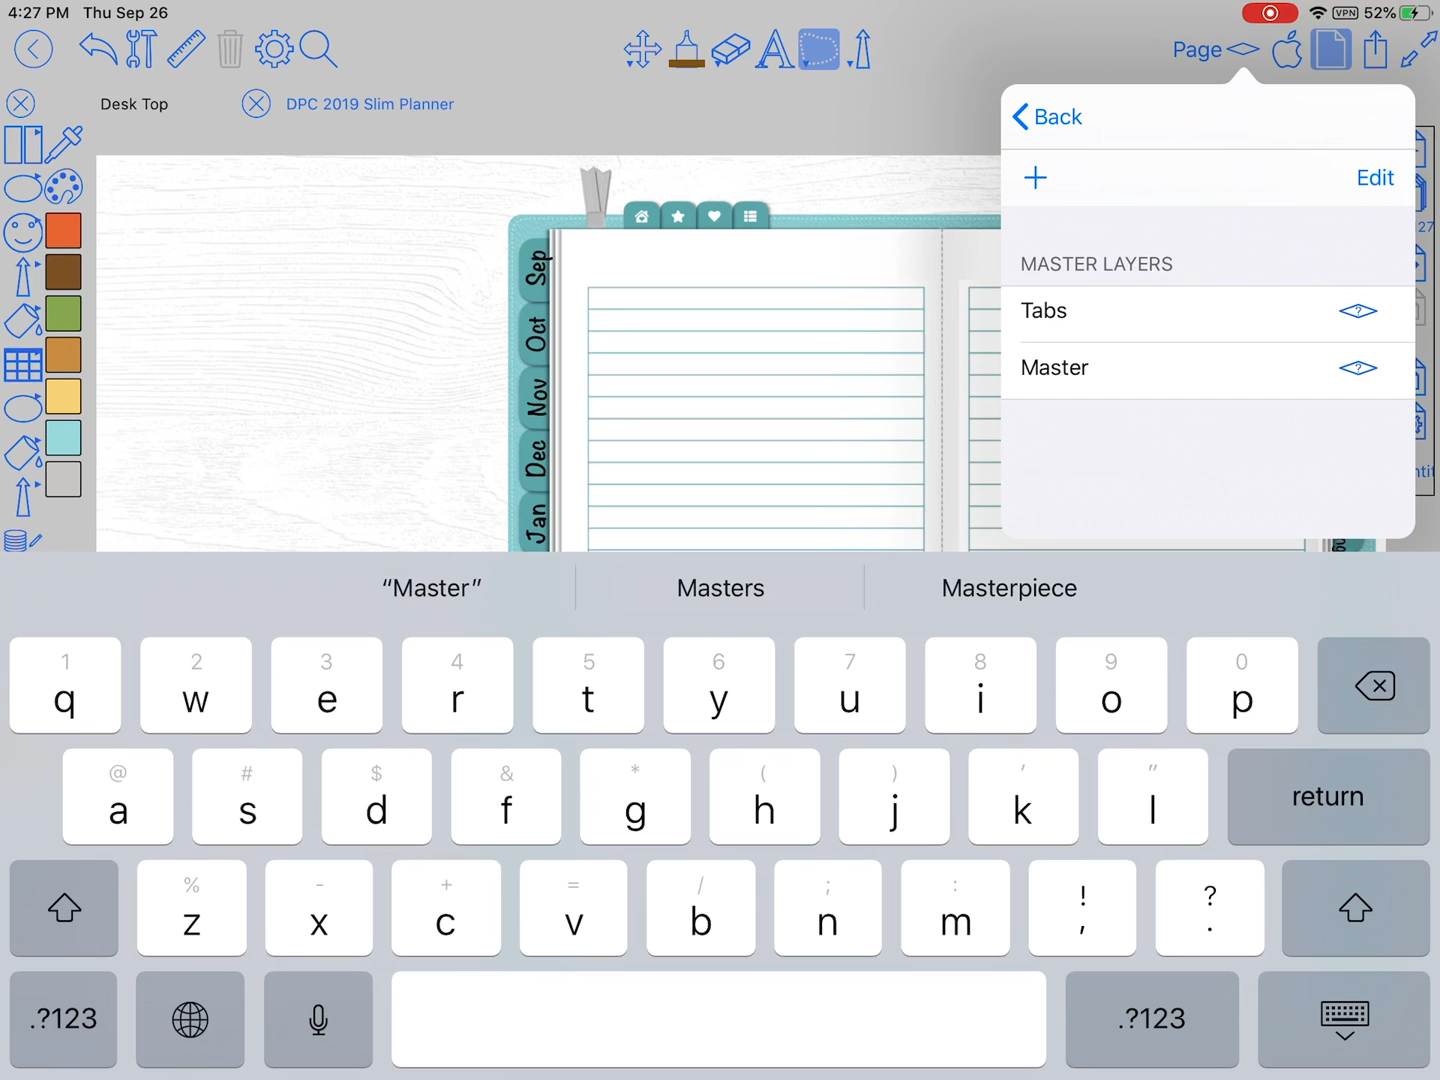 4:27 PM Thu Sep 26
VPN 52%
Page
Desk Top
DPC 2019 Slim Planner
Back
+ Edit
MASTER LAYERS
Tabs ?
Master ?
27
Sep
Oct
Nov
Dec
Jan
“Master” Masters Masterpiece
1 2 3 4 5 6 7 8 9 0
q w e r t y u i o p
@ # $ & * ( ) ' "
a s d f g h j k l return
% - + = / ; : ! ?
z x c v b n m , .
.?123 .?123